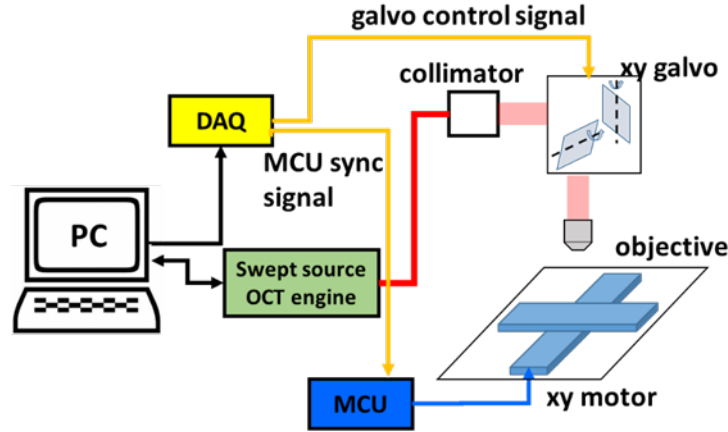 galvo control signal
collimator
xy galvo
DAQ
MCU sync
signal
PC
objective
Swept source
OCT engine
xy motor
MCU